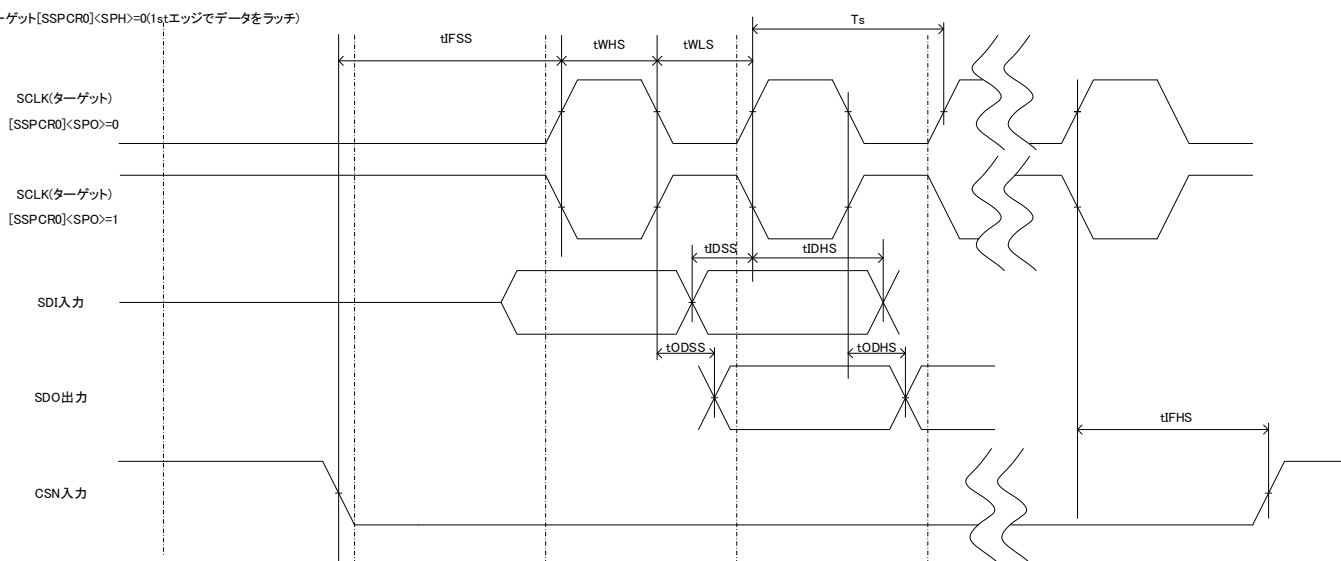 ーゲット[SSPCR0]<SPH>=0(1stエッジでデータをラッチ)
tIFSS
tWHS
tWLS
Ts
SCLK(ターゲット)
[SSPCR0]<SPO>=0
SCLK(ターゲット)
[SSPCR0]<SPO>=1
tIDSS
tIDHS
SDI入力
tODSS
tODHS
SDO出力
tIFHS
CSN入力